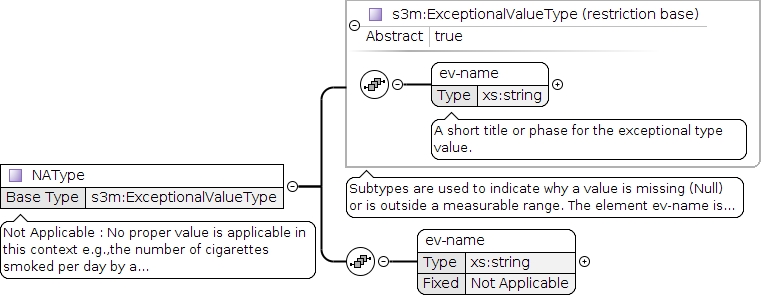 s3m:ExceptionalValueType (restriction base)
Abstract true
ev-name
Type xs:string
A short title or phase for the exceptional type
value.
NAType
Base Type s3m:ExceptionalValueType
Not Applicable : No proper value is applicable in
this context e.g.,the number of cigarettes
smoked per day by a...
Subtypes are used to indicate why a value is missing (Null)
or is outside a measurable range. The element ev-name is...
ev-name
Type xs:string
Fixed Not Applicable